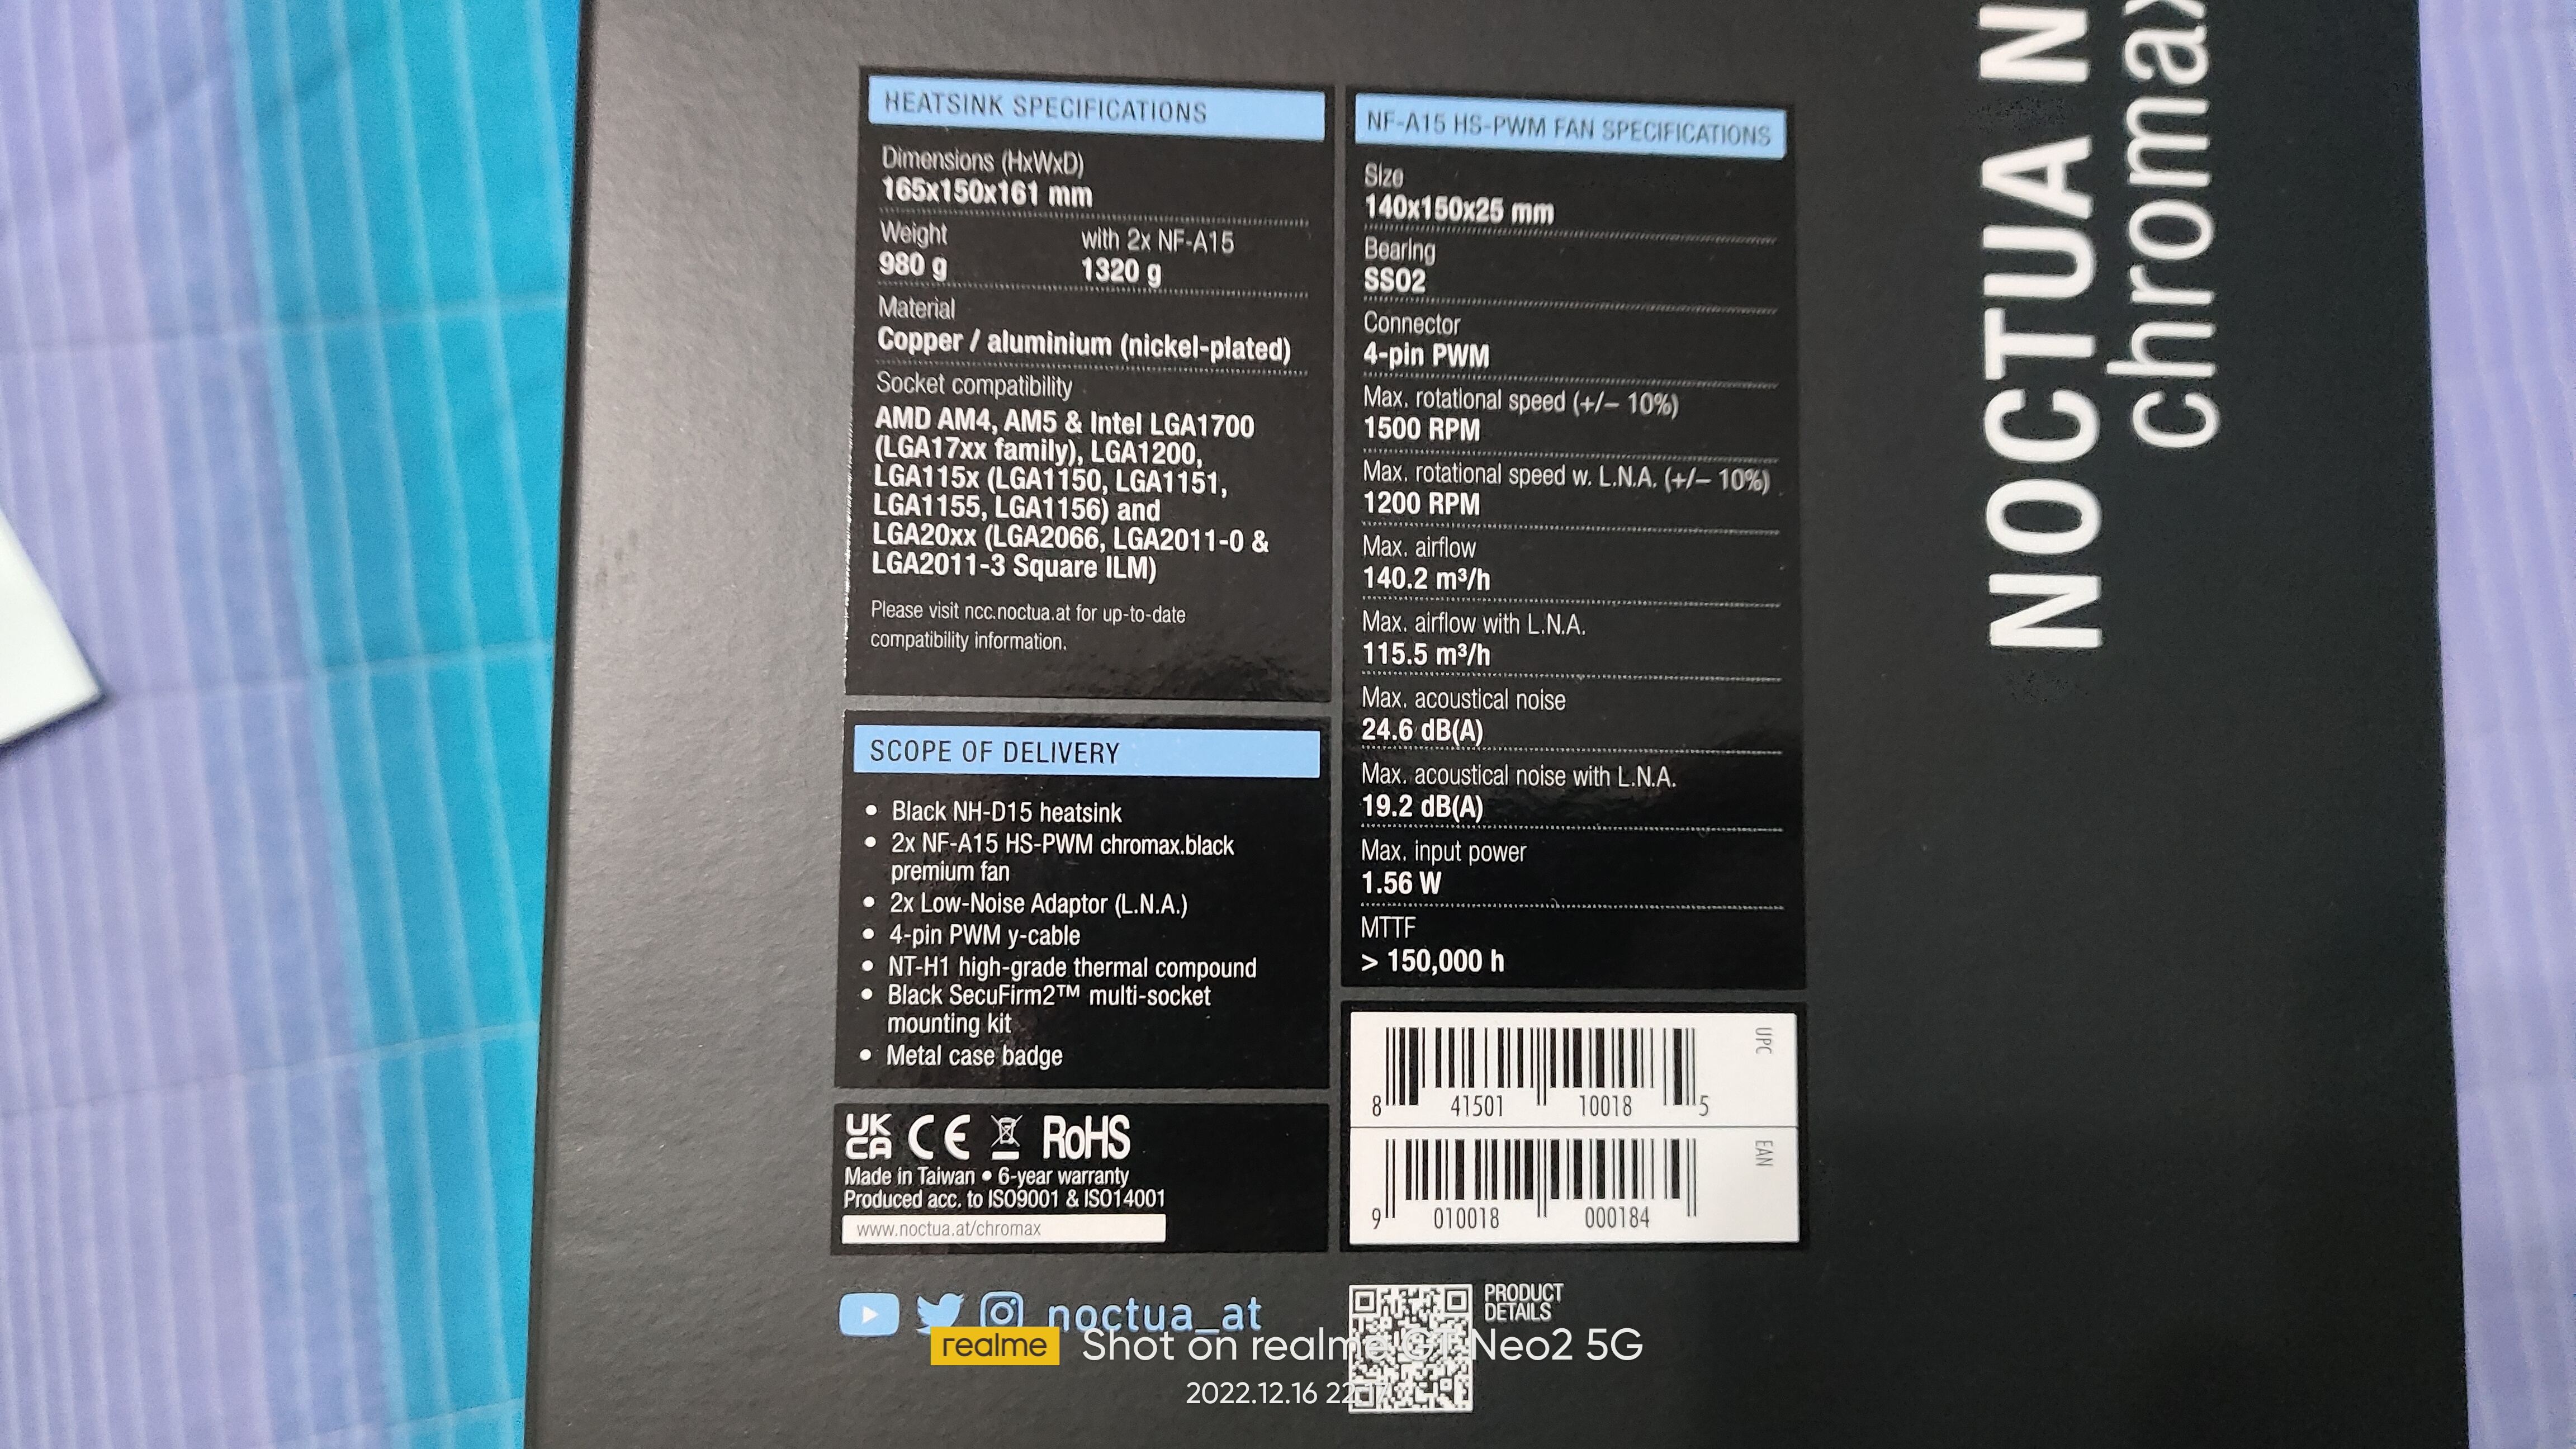 HEATSINK SPECIFICATIONS
Dimensions (HxWxD)
165x150x161 mm
Weight with 2x NF-A15
980 g 1320 g
Material
Copper / aluminium (nickel-plated)
Socket compatibility
AMD AM4, AM5 & Intel LGA1700
(LGA17xx family), LGA1200,
LGA115x (LGA1150, LGA1151,
LGA1155, LGA1156) and
LGA20xx (LGA2066, LGA2011-0 &
LGA2011-3 Square ILM)
Please visit ncc.noctua.at for up-to-date
compatibility information.
SCOPE OF DELIVERY
• Black NH-D15 heatsink
• 2x NF-A15 HS-PWM chromax.black
premium fan
• 2x Low-Noise Adaptor (L.N.A.)
• 4-pin PWM y-cable
• NT-H1 high-grade thermal compound
• Black SecuFirm2™ multi-socket
mounting kit
• Metal case badge
UK
CA CE RoHS
Made in Taiwan • 6-year warranty
Produced acc. to ISO9001 & ISO14001
www.noctua.at/chromax
noctua_at
NF-A15 HS-PWM FAN SPECIFICATIONS
Size
140x150x25 mm
Bearing
SSO2
Connector
4-pin PWM
Max. rotational speed (+/− 10%)
1500 RPM
Max. rotational speed w. L.N.A. (+/− 10%)
1200 RPM
Max. airflow
140.2 m³/h
Max. airflow with L.N.A.
115.5 m³/h
Max. acoustical noise
24.6 dB(A)
Max. acoustical noise with L.N.A.
19.2 dB(A)
Max. input power
1.56 W
MTTF
> 150,000 h
UPC
8 41501 10018 5
EAN
9 010018 000184
PRODUCT
DETAILS
NOCTUA N
chromax
realme Shot on realme GT Neo2 5G
2022.12.16 22